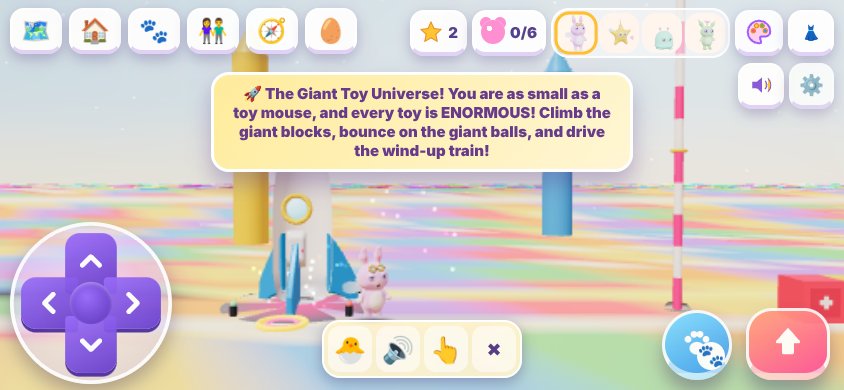 2
0/6
🚀 The Giant Toy Universe! You are as small as a
toy mouse, and every toy is ENORMOUS! Climb the
giant blocks, bounce on the giant balls, and drive
the wind-up train!